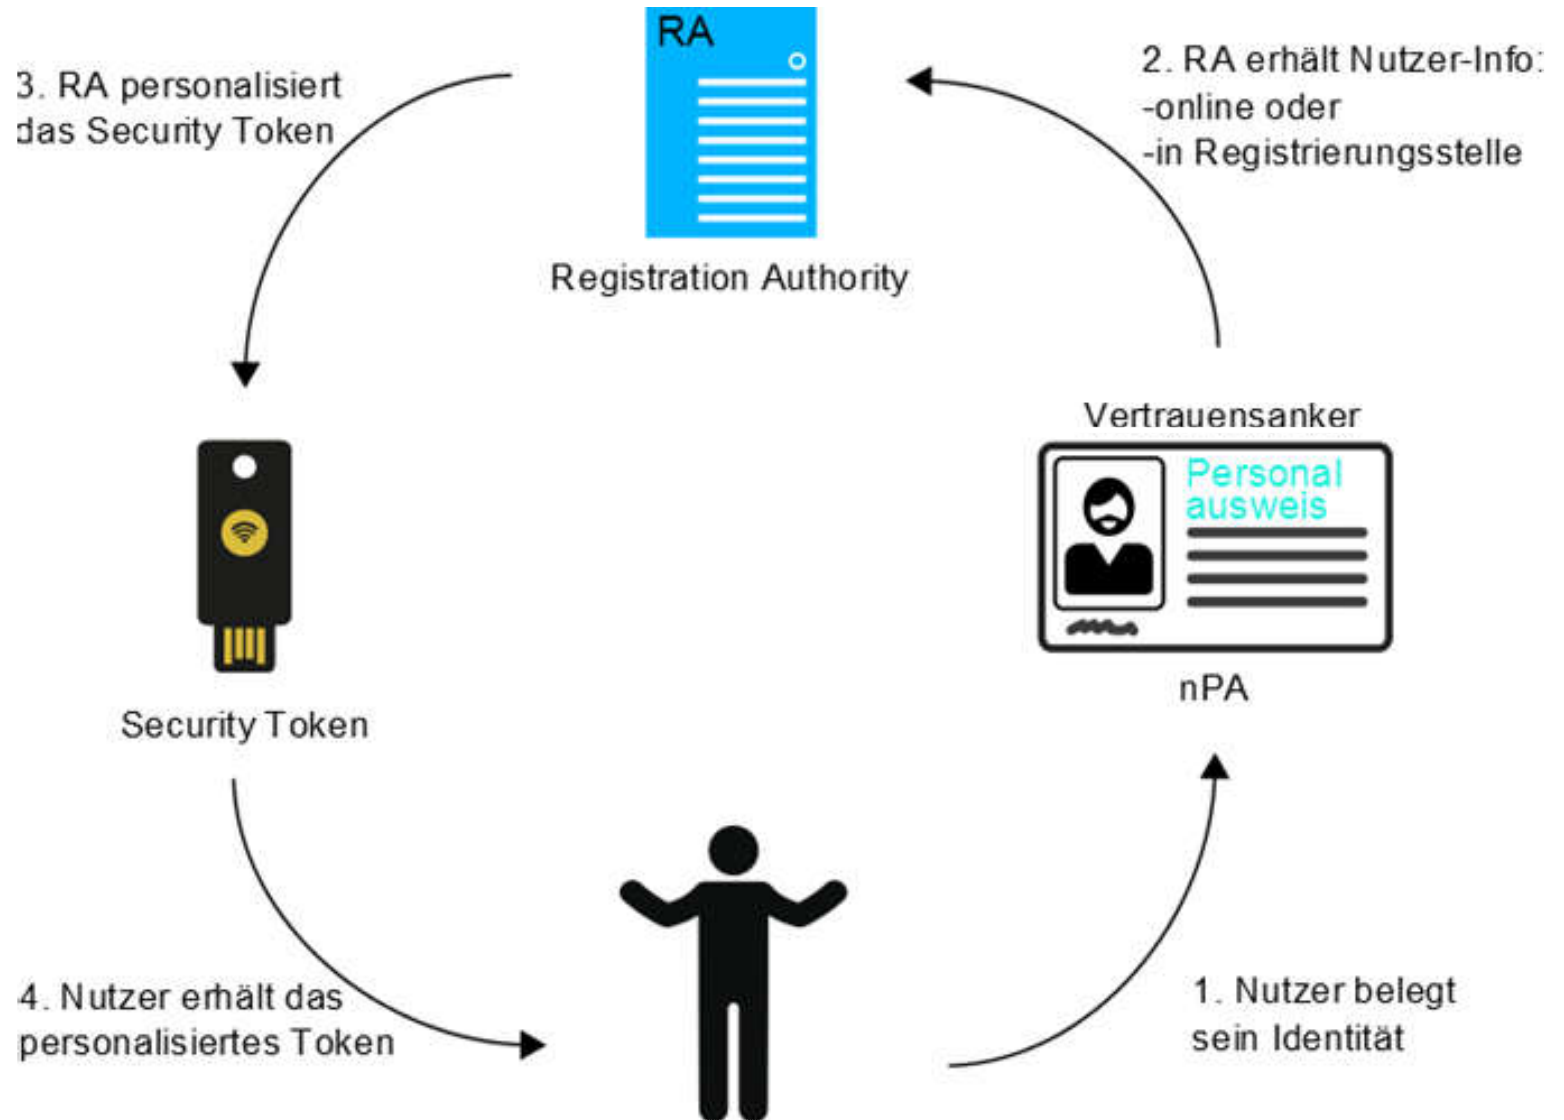 RA
Registration Authority
2. RA erhält Nutzer-Info:
-online oder
-in Registrierungsstelle
3. RA personalisiert
das Security Token
Vertrauensanker
Personal
ausweis
nPA
Security Token
4. Nutzer erhält das
personalisiertes Token
1. Nutzer belegt
sein Identität